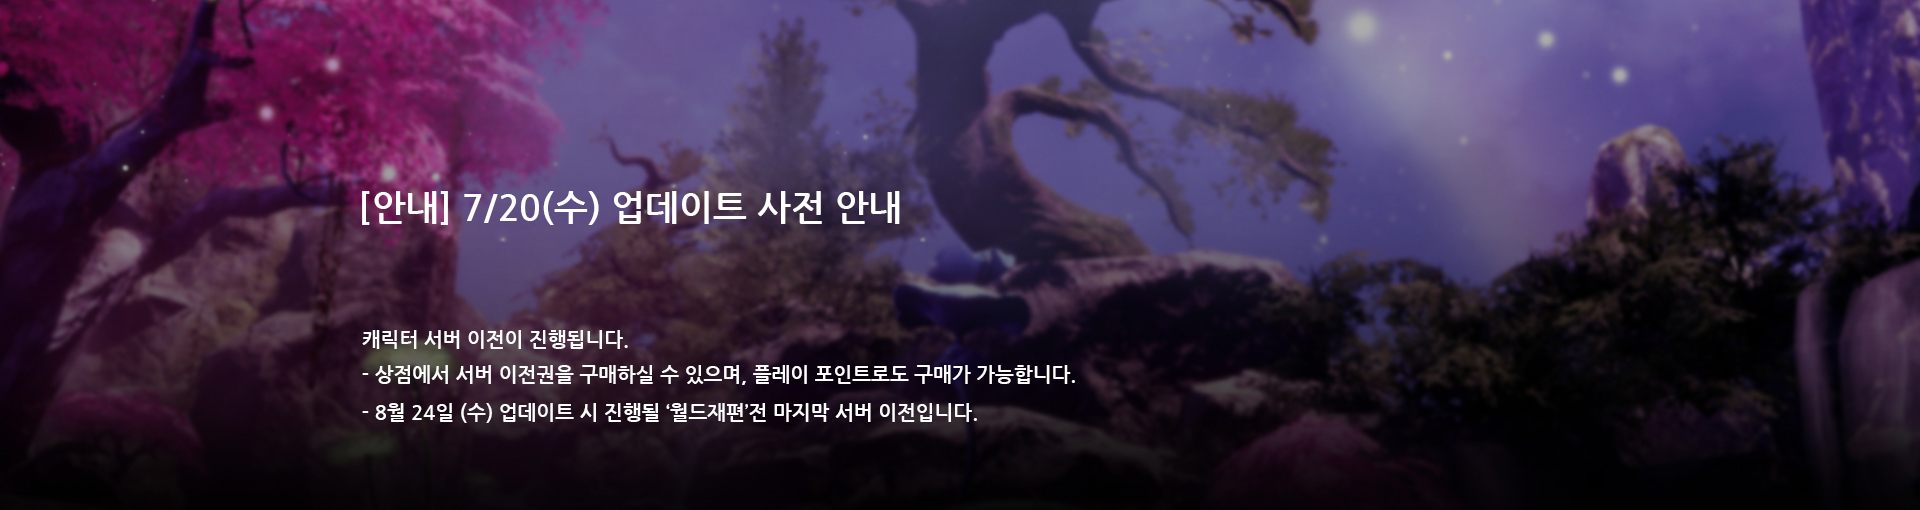 [안내] 7/20(수) 업데이트 사전 안내
캐릭터 서버 이전이 진행됩니다.
- 상점에서 서버 이전권을 구매하실 수 있으며, 플레이 포인트로도 구매가 가능합니다.
- 8월 24일 (수) 업데이트 시 진행될 ‘월드재편’전 마지막 서버 이전입니다.